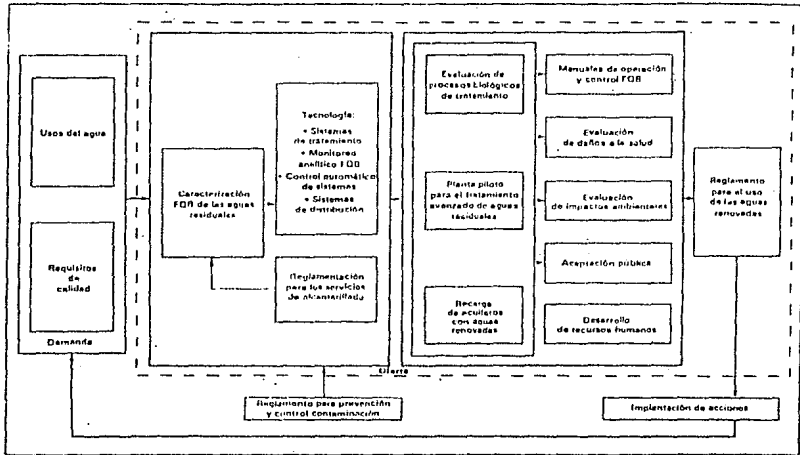 Usos del agua
Requisitos
de
calidad
Demanda
Caracterización
FQB de las aguas
residuales
Tecnología:
• Sistemas
de tratamiento
• Monitoreo
analítico FQB
• Control automático
de sistemas
• Sistemas
de distribución
Reglamentación
para los servicios
de alcantarillado
Evaluación de
procesos biológicos
de tratamiento
Planta piloto
para el tratamiento
avanzado de aguas
residuales
Recarga
de acuíferos
con aguas
renovadas
Manuales de operación
y control FQB
Evaluación
de daños a la salud
Evaluación
de impactos ambientales
Aceptación pública
Desarrollo
de recursos humanos
Reglamento
para el uso
de las aguas
renovadas
Oferta
Reglamento para prevención
y control contaminación
Implantación de acciones